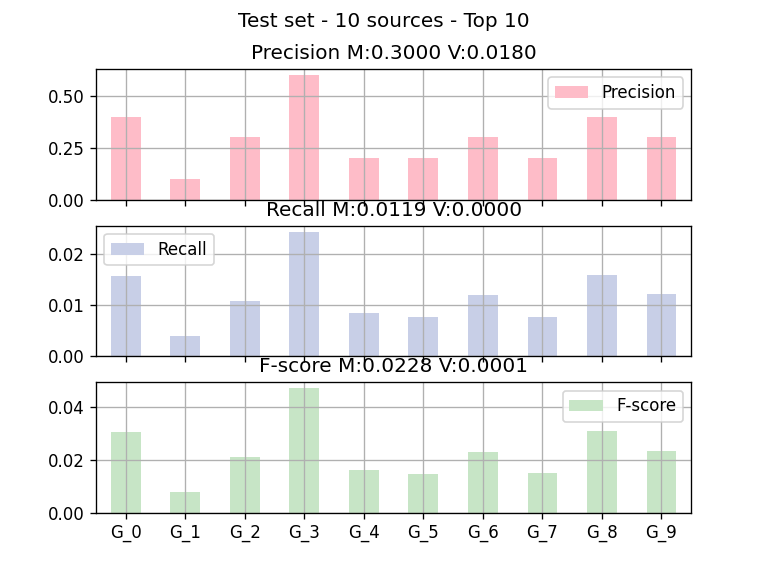 Test set - 10 sources - Top 10
Precision M:0.3000 V:0.0180
0.50
0.25
0.00
Precision
Recall M:0.0119 V:0.0000
0.02
0.01
0.00
Recall
F-score M:0.0228 V:0.0001
0.04
0.02
0.00
F-score
G_0 G_1 G_2 G_3 G_4 G_5 G_6 G_7 G_8 G_9